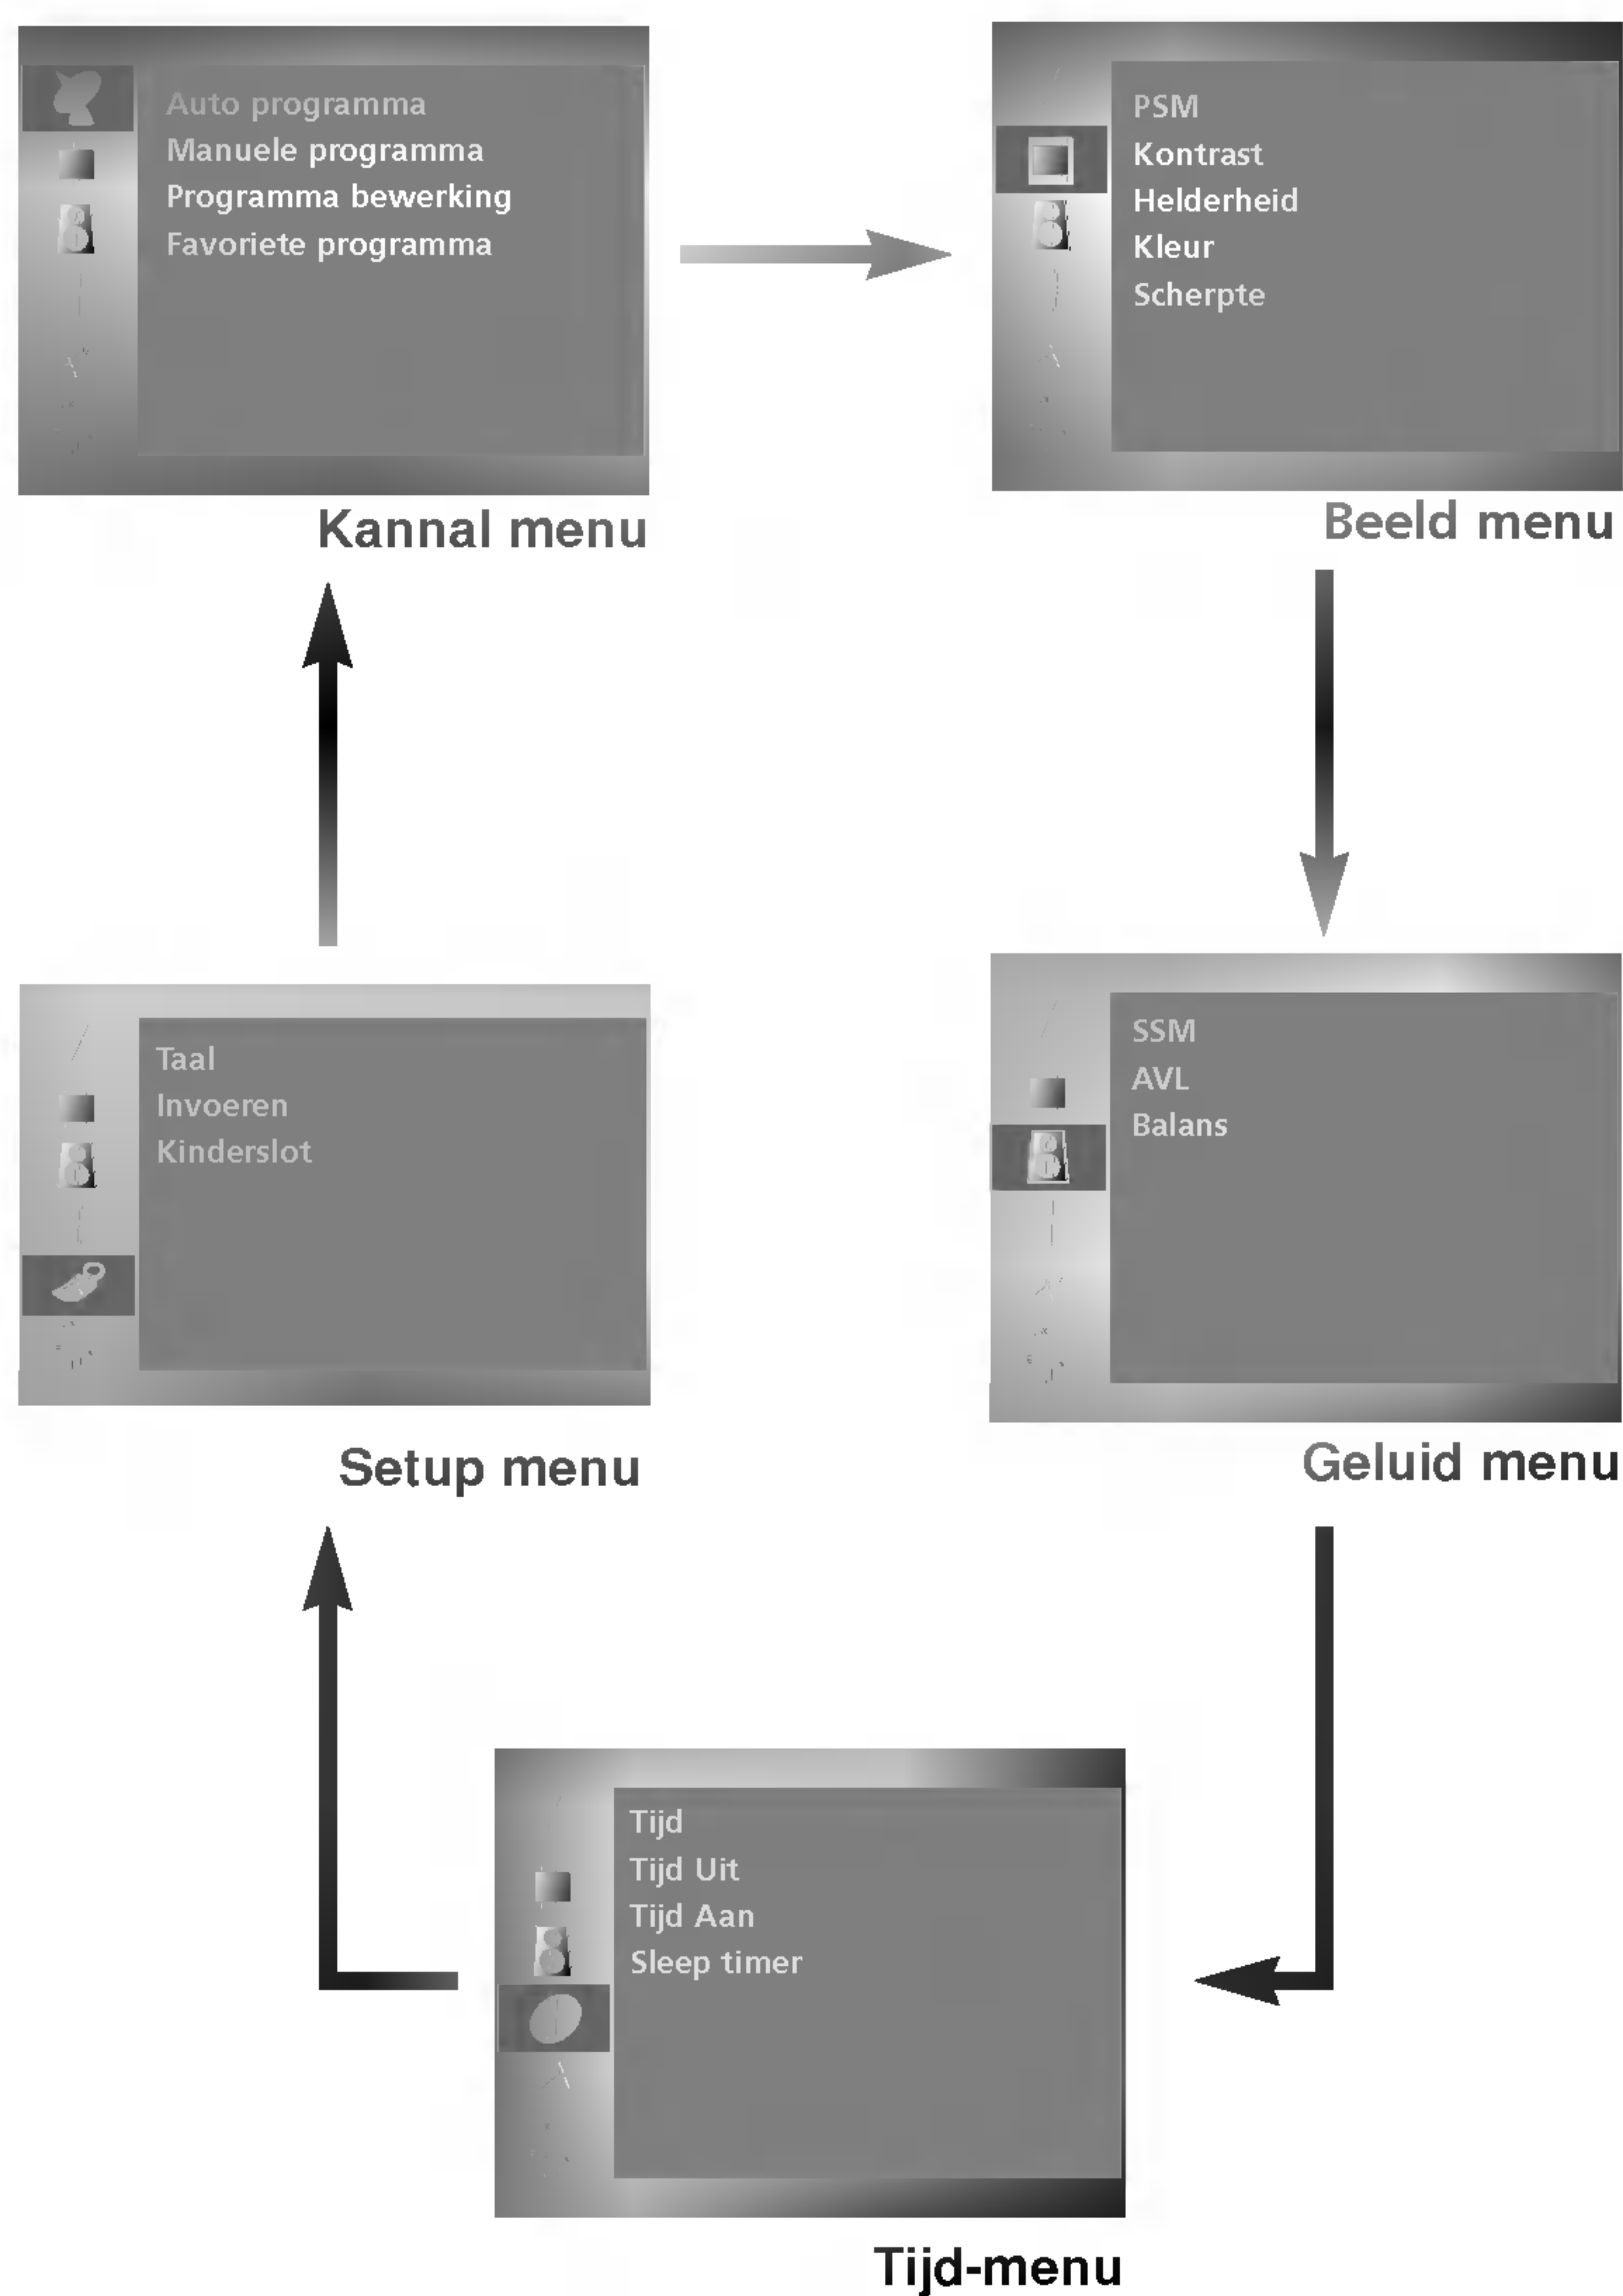 Auto programma
Manuele programma
Programma bewerking
Favoriete programma
Kannal menu
PSM
Kontrast
Helderheid
Kleur
Scherpte
Beeld menu
Taal
Invoeren
Kinderslot
Setup menu
SSM
AVL
Balans
Geluid menu
Tijd
Tijd Uit
Tijd Aan
Sleep timer
Tijd-menu